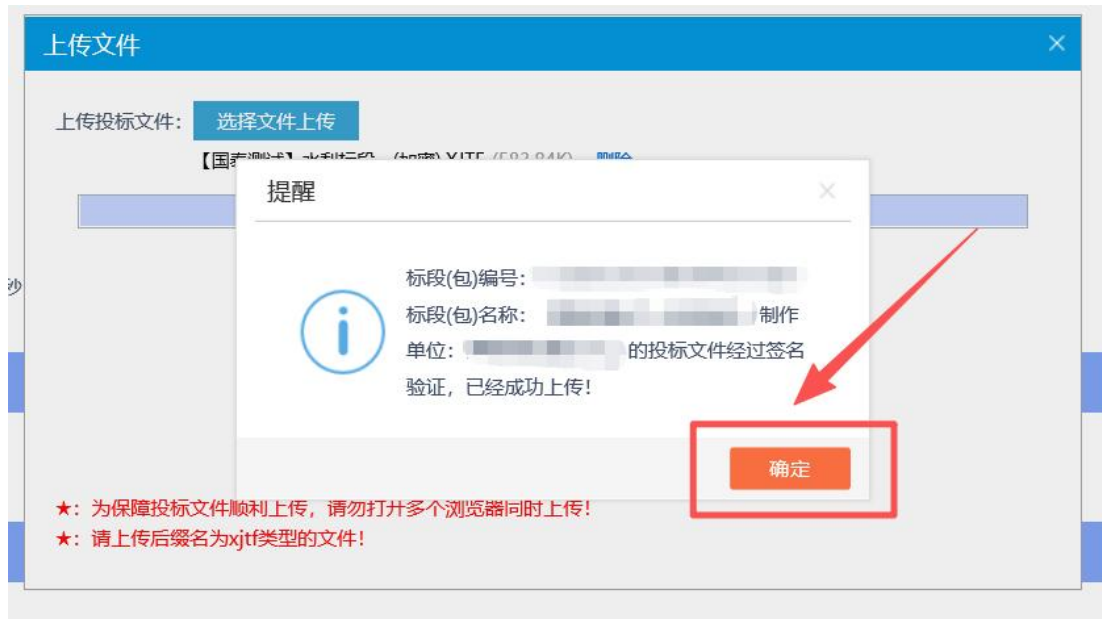 上传文件
上传投标文件： 选择文件上传
删除
提醒
标段(包)编号：
标段(包)名称： 制作
单位： 的投标文件经过签名
验证，已经成功上传！
确定
秒
★：为保障投标文件顺利上传，请勿打开多个浏览器同时上传！
★：请上传后缀名为xjtf类型的文件！